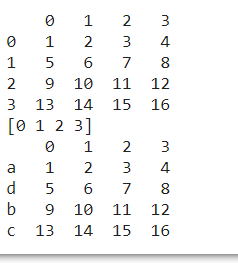 0   1   2   3
0   1   2   3   4
1   5   6   7   8
2   9  10  11  12
3  13  14  15  16
[0 1 2 3]
    0   1   2   3
a   1   2   3   4
d   5   6   7   8
b   9  10  11  12
c  13  14  15  16